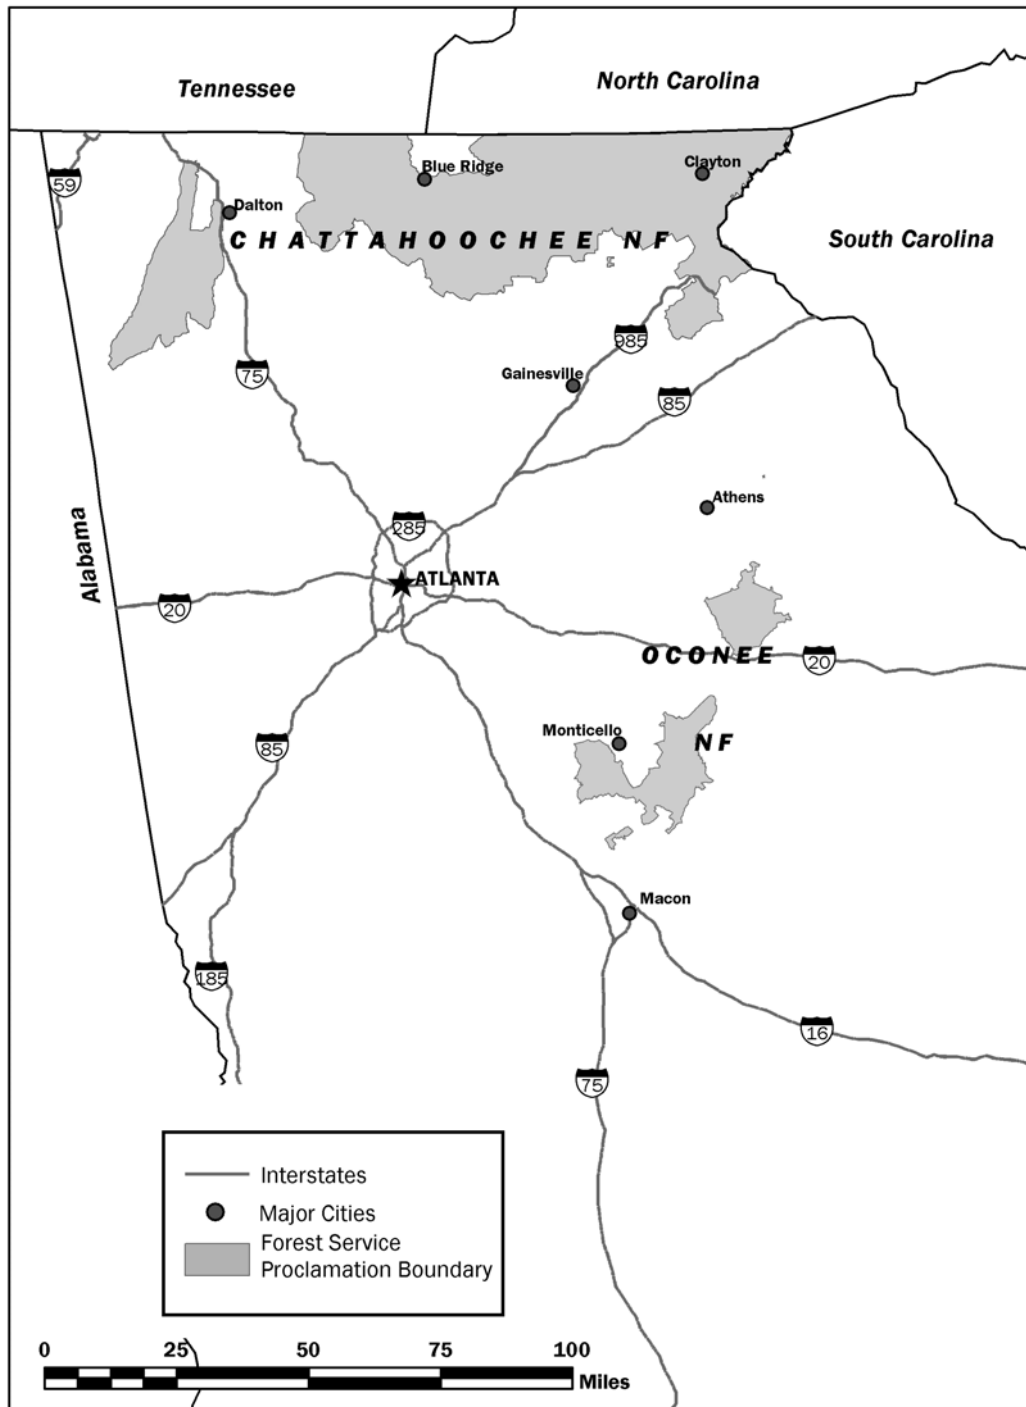 Tennessee
North Carolina
59
Blue Ridge
Clayton
Dalton
CHATTAHOOCHEE NF
South Carolina
985
75
Gainesville
85
Athens
285
Alabama
ATLANTA
20
OCONEE
20
Monticello
NF
85
Macon
185
16
75
Interstates
Major Cities
Forest Service
Proclamation Boundary
0 25 50 75 100
Miles